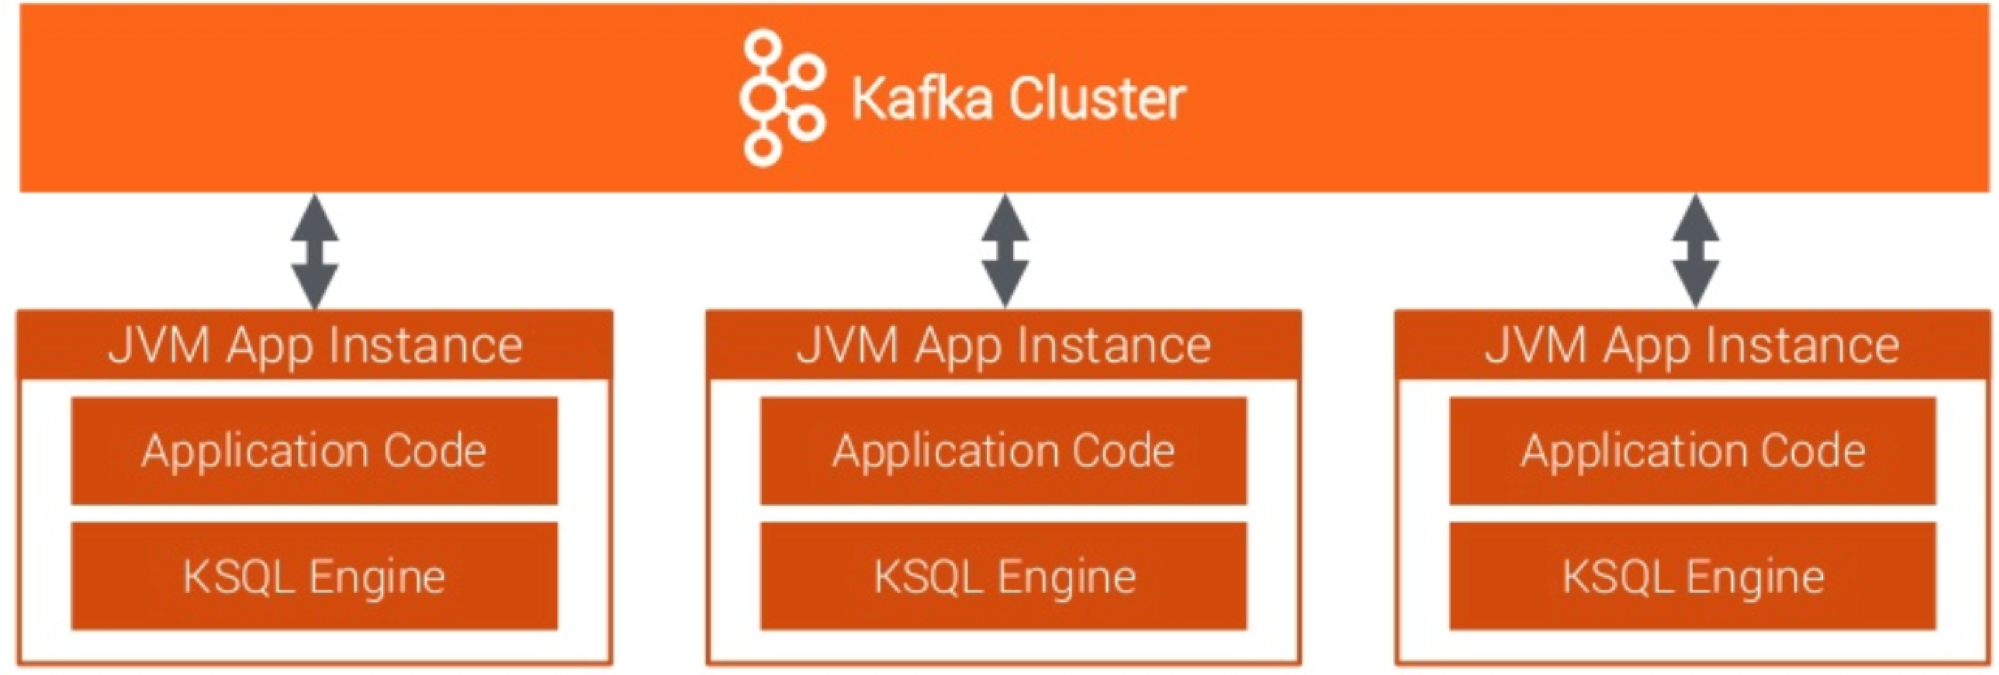 Kafka Cluster
JVM App Instance
Application Code
KSQL Engine
JVM App Instance
Application Code
KSQL Engine
JVM App Instance
Application Code
KSQL Engine